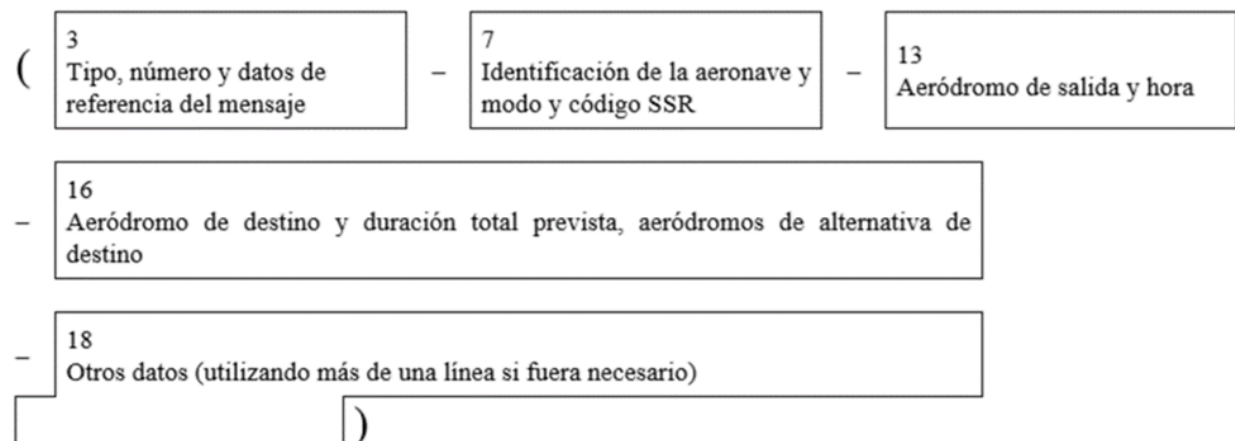 (
3
Tipo, número y datos de
referencia del mensaje
–
7
Identificación de la aeronave y
modo y código SSR
–
13
Aeródromo de salida y hora
–
16
Aeródromo de destino y duración total prevista, aeródromos de alternativa de
destino
–
18
Otros datos (utilizando más de una línea si fuera necesario)
)